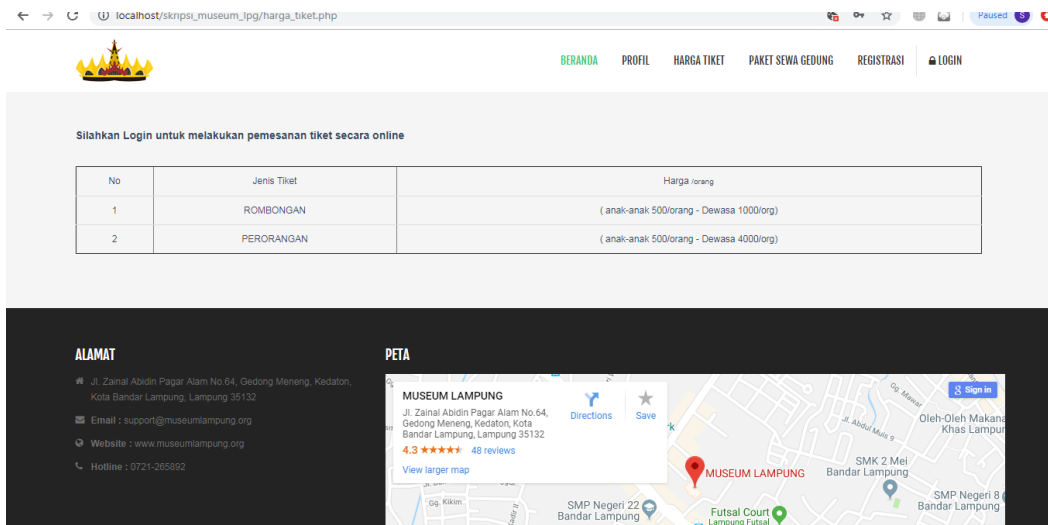 localhost/skripsi_museum_lpg/harga_tiket.php
Paused
S
BERANDA PROFIL HARGA TIKET PAKET SEWA GEDUNG REGISTRASI LOGIN
Silahkan Login untuk melakukan pemesanan tiket secara online
No Jenis Tiket Harga /orang
1 ROMBONGAN ( anak-anak 500/orang - Dewasa 1000/org)
2 PERORANGAN ( anak-anak 500/orang - Dewasa 4000/org)
ALAMAT
Jl. Zainal Abidin Pagar Alam No.64, Gedong Meneng, Kedaton,
Kota Bandar Lampung, Lampung 35132
Email : support@museumlampung.org
Website : www.museumlampung.org
Hotline : 0721-265892
PETA
MUSEUM LAMPUNG
Jl. Zainal Abidin Pagar Alam No.64,
Gedong Meneng, Kedaton, Kota
Bandar Lampung, Lampung 35132
4.3 48 reviews
View larger map
Directions
Save
Sign in
Gg. Mawar
Jl. Abdul Muis 9
Oleh-Oleh Makana
Khas Lampur
SMK 2 Mei
Bandar Lampung
MUSEUM LAMPUNG
SMP Negeri 8
Bandar Lampung
Gg. Kikim
SMP Negeri 22
Bandar Lampung
Futsal Court
Lampung Futsal